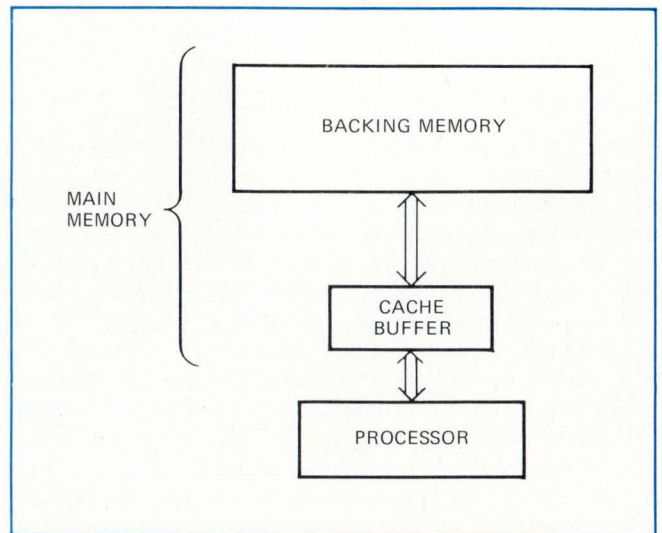 BACKING MEMORY
MAIN
MEMORY
CACHE
BUFFER
PROCESSOR